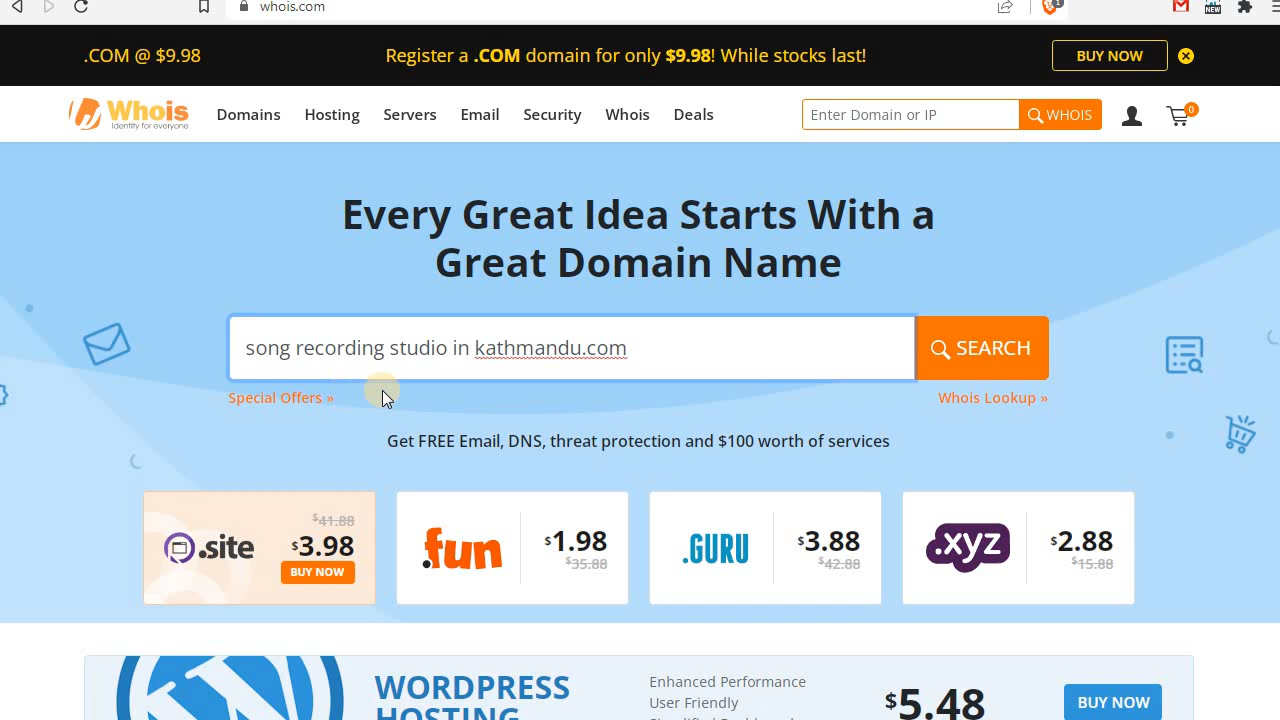 whois.com
1
NEW
.COM @ $9.98
Register a .COM domain for only $9.98! While stocks last!
BUY NOW
Whois
Identity for everyone
Domains
Hosting
Servers
Email
Security
Whois
Deals
Enter Domain or IP
WHOIS
0
Every Great Idea Starts With a
Great Domain Name
song recording studio in kathmandu.com
SEARCH
Special Offers »
Whois Lookup »
Get FREE Email, DNS, threat protection and $100 worth of services
.site
$41.88
$3.98
BUY NOW
.fun
$1.98
$35.88
.GURU
$3.88
$42.88
.xyz
$2.88
$15.88
WORDPRESS
HOSTING
Enhanced Performance
User Friendly
$5.48
BUY NOW